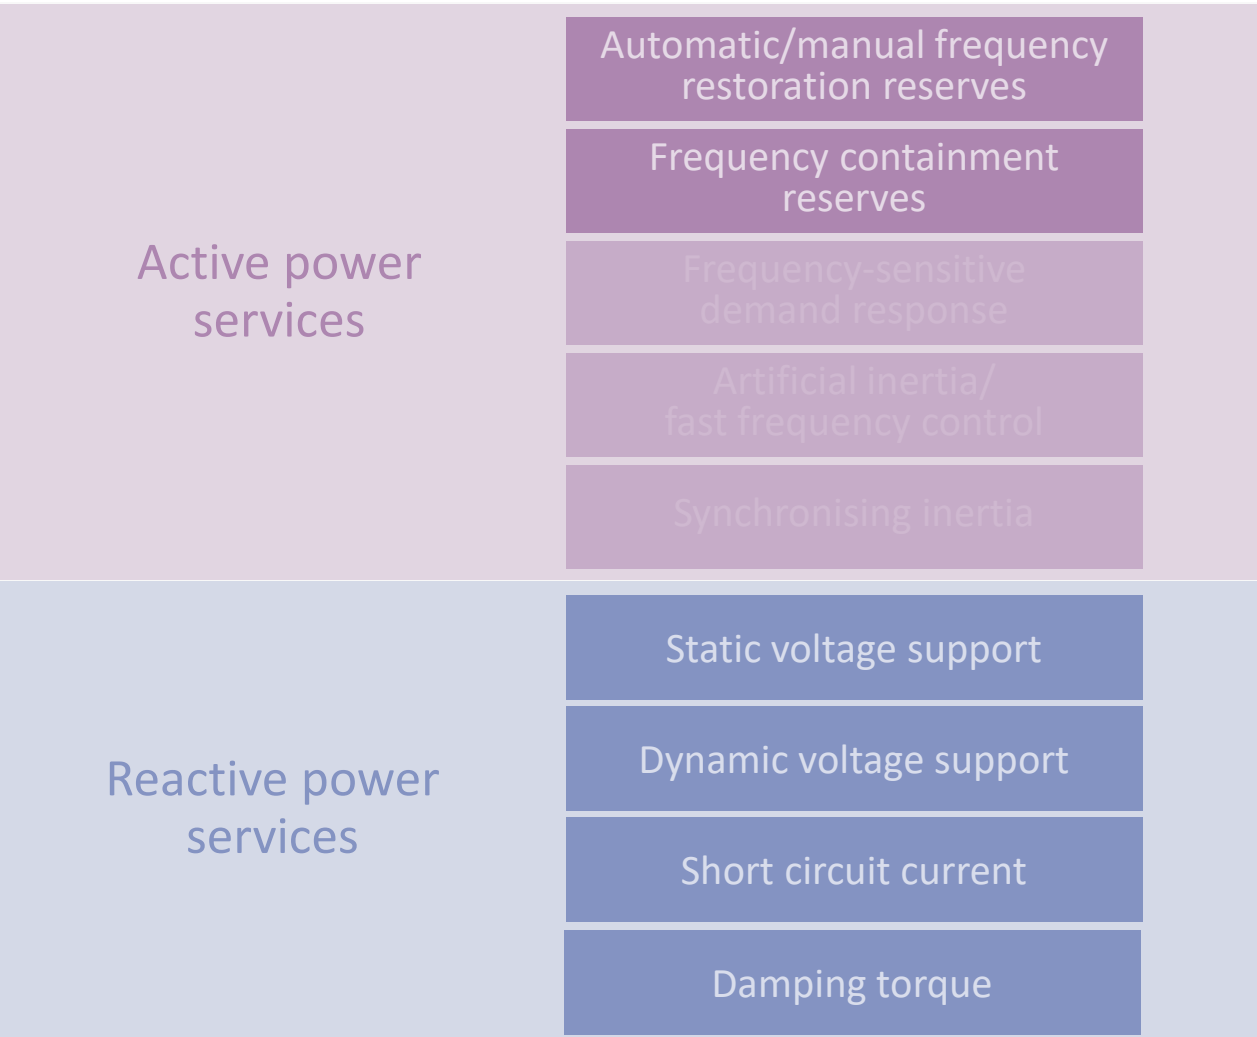 Active power
services
Automatic/manual frequency
restoration reserves
Frequency containment
reserves
Frequency-sensitive
demand response
Artificial inertia/
fast frequency control
Synchronising inertia
Reactive power
services
Static voltage support
Dynamic voltage support
Short circuit current
Damping torque